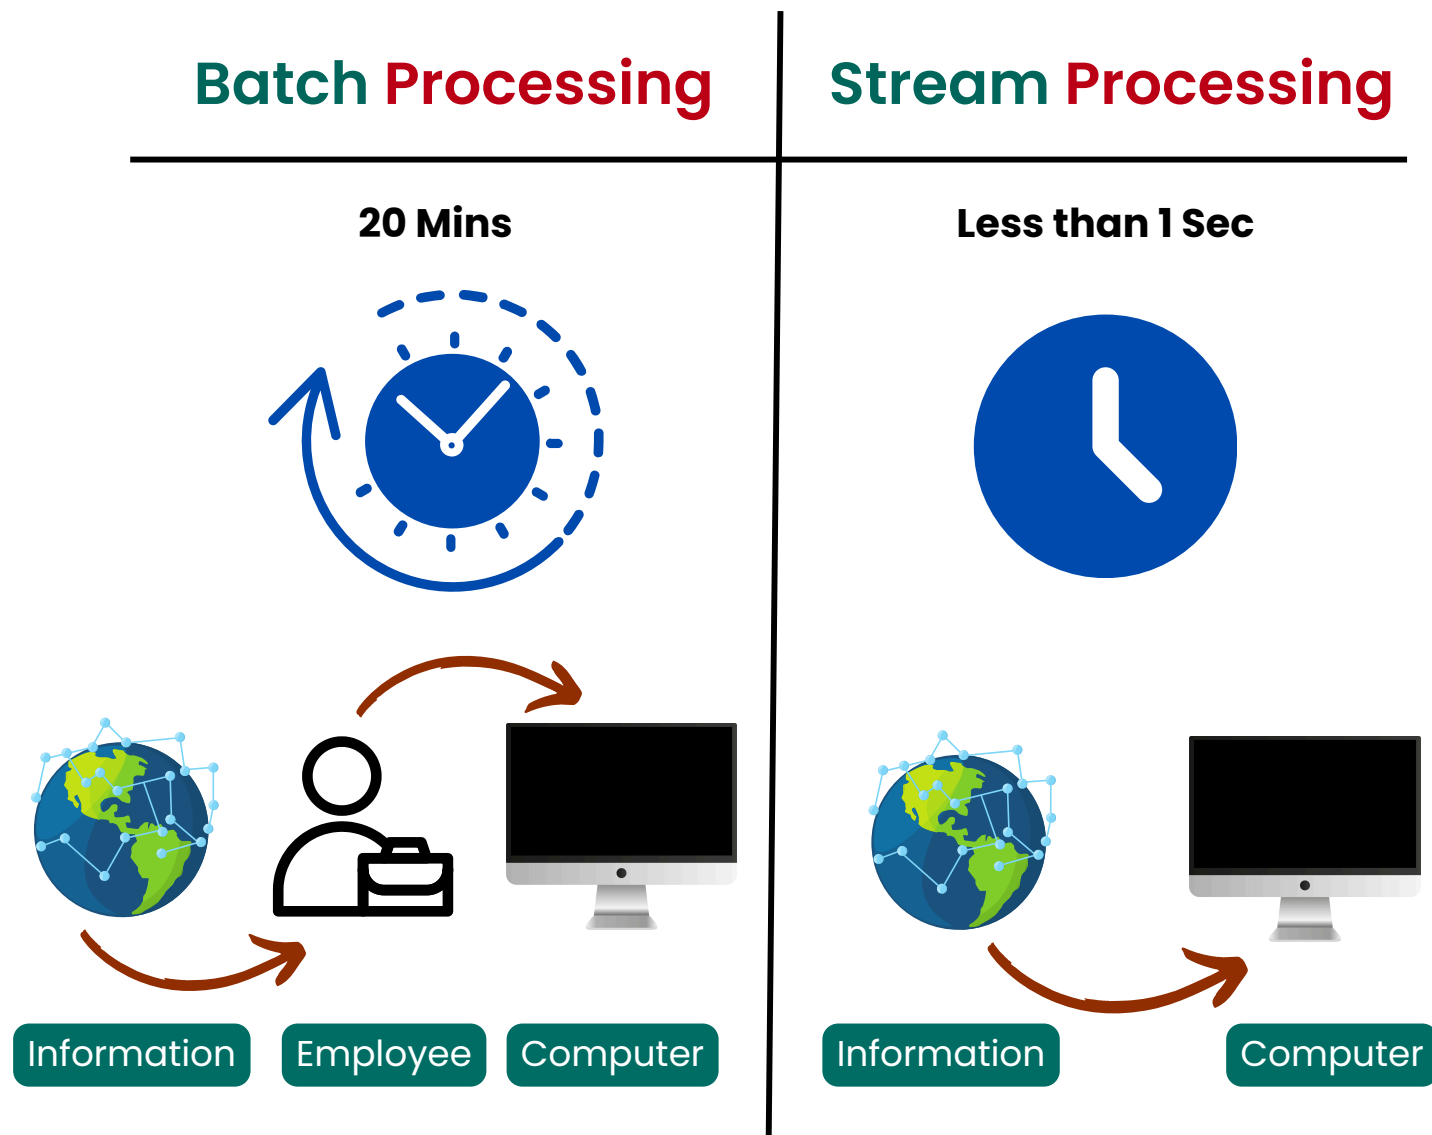 Batch Processing
Stream Processing
20 Mins
Less than 1 Sec
Information
Employee
Computer
Information
Computer